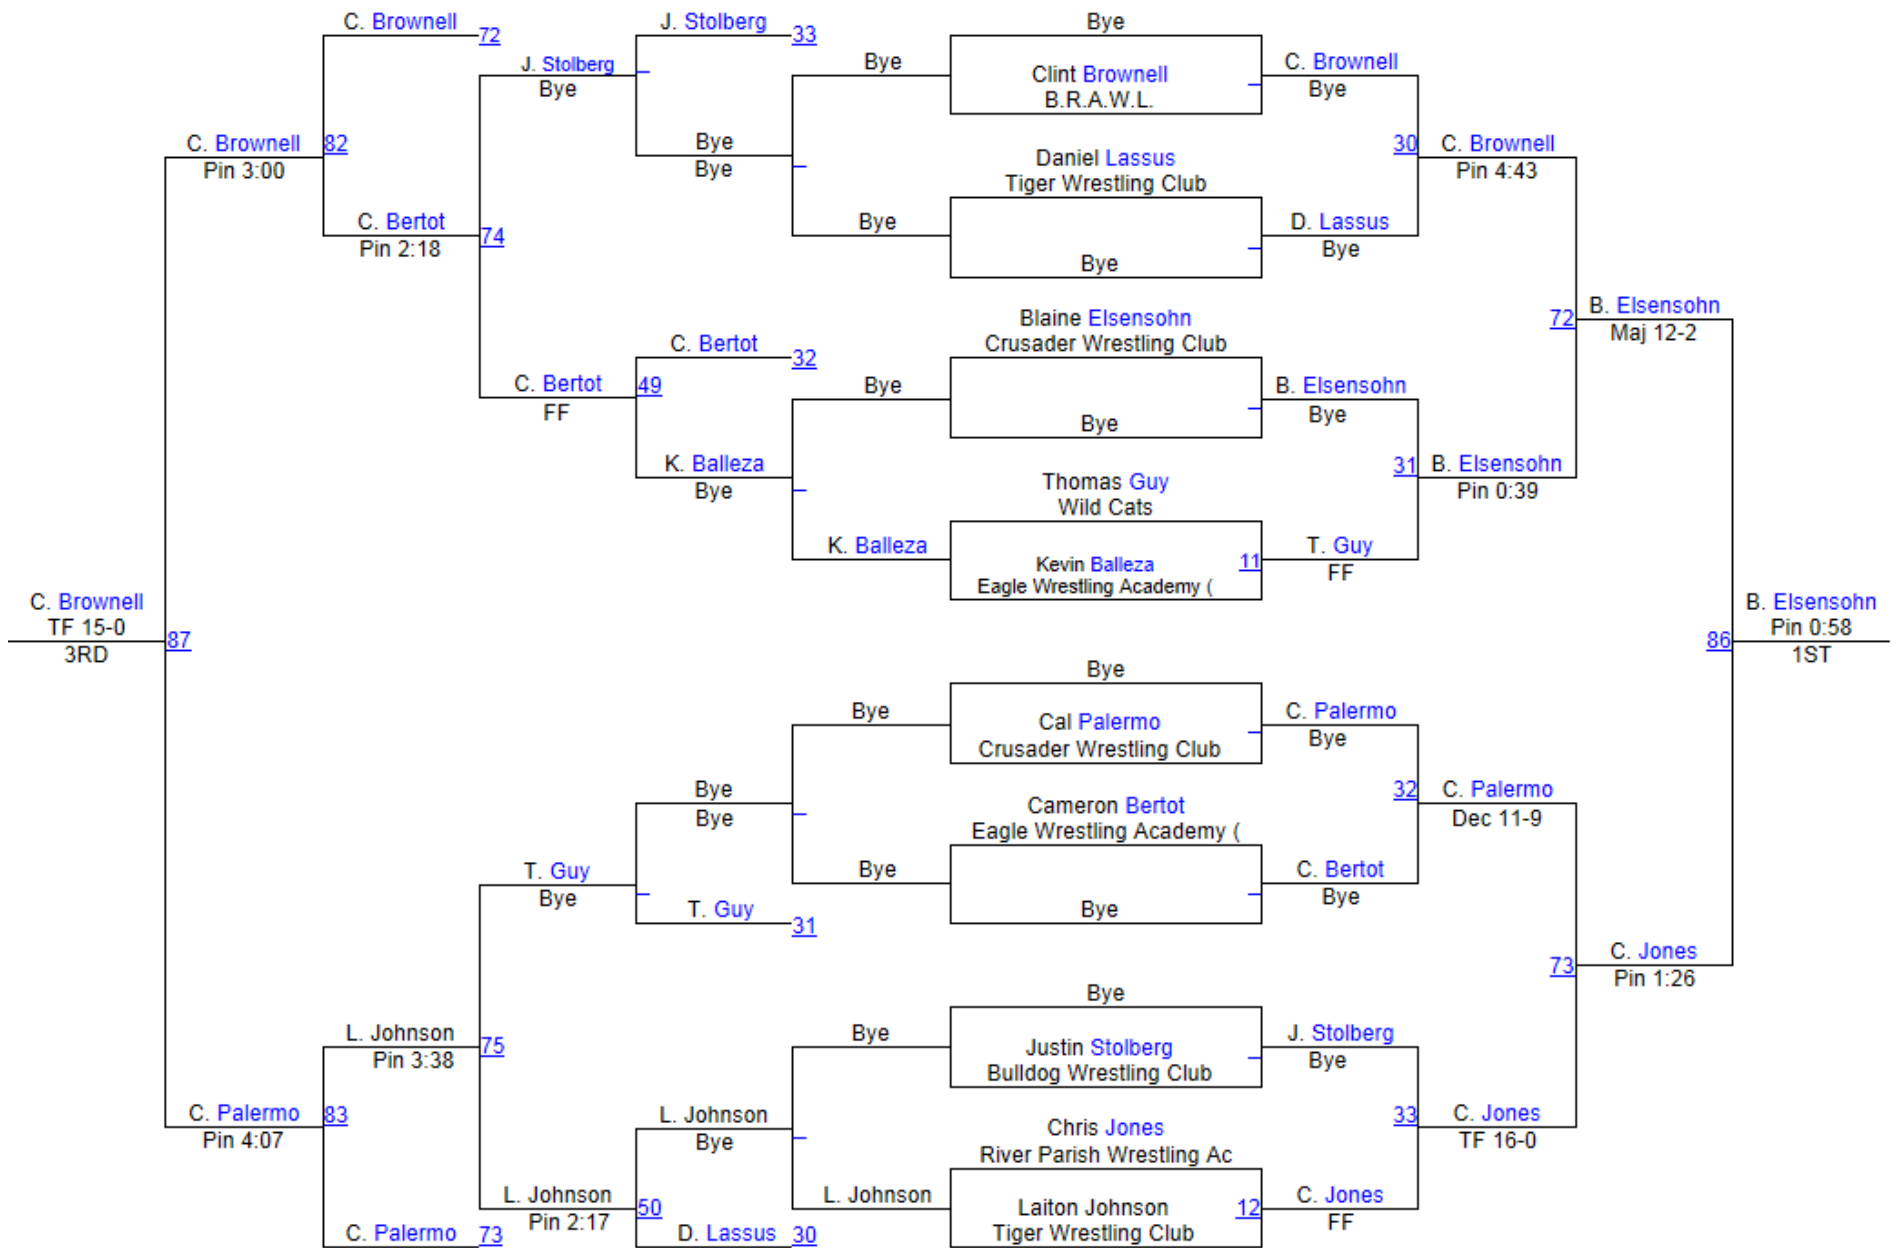 C. Brownell
72
J. Stolberg
33
Bye
J. Stolberg
Bye
Bye
Clint Brownell
B.R.A.W.L.
C. Brownell
Bye
C. Brownell
Pin 3:00
82
Bye
Bye
Daniel Lassus
Tiger Wrestling Club
30
C. Brownell
Pin 4:43
C. Bertot
Pin 2:18
74
Bye
Bye
D. Lassus
Bye
Blaine Elsensohn
Crusader Wrestling Club
72
B. Elsensohn
Maj 12-2
C. Bertot
32
C. Bertot
FF
49
Bye
Bye
B. Elsensohn
Bye
K. Balleza
Bye
Thomas Guy
Wild Cats
31
B. Elsensohn
Pin 0:39
K. Balleza
Kevin Balleza
Eagle Wrestling Academy (
11
T. Guy
FF
C. Brownell
TF 15-0
3RD
87
86
B. Elsensohn
Pin 0:58
1ST
Bye
Bye
Cal Palermo
Crusader Wrestling Club
C. Palermo
Bye
Bye
Bye
Cameron Bertot
Eagle Wrestling Academy (
32
C. Palermo
Dec 11-9
T. Guy
Bye
Bye
Bye
C. Bertot
Bye
T. Guy
31
73
C. Jones
Pin 1:26
Bye
L. Johnson
Pin 3:38
75
Bye
Justin Stolberg
Bulldog Wrestling Club
J. Stolberg
Bye
C. Palermo
Pin 4:07
83
L. Johnson
Bye
Chris Jones
River Parish Wrestling Ac
33
C. Jones
TF 16-0
L. Johnson
Pin 2:17
50
L. Johnson
Laiton Johnson
Tiger Wrestling Club
12
C. Jones
FF
C. Palermo
73
D. Lassus
30